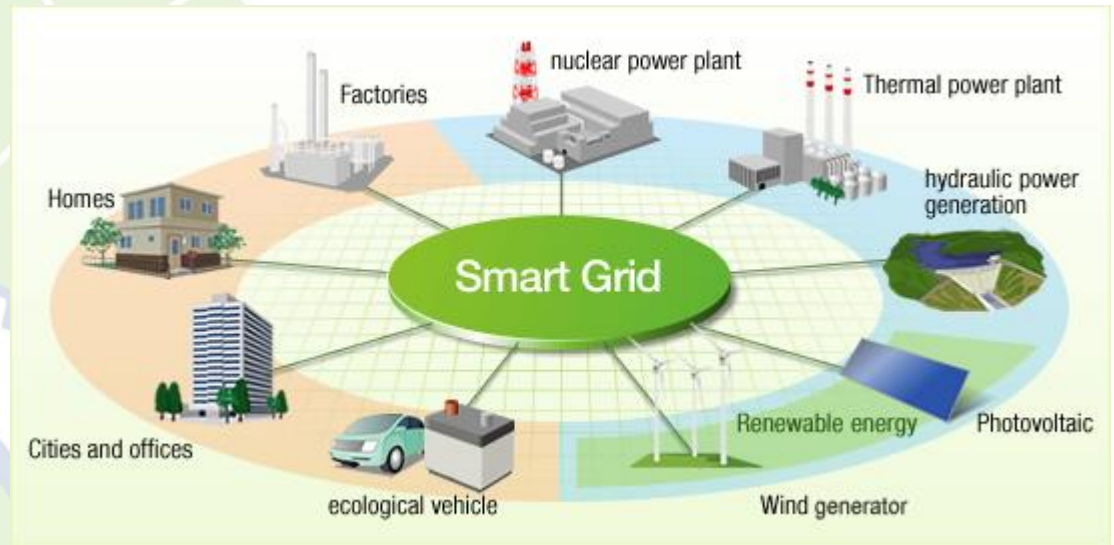 nuclear power plant
Factories
Thermal power plant
Homes
hydraulic power
generation
Smart Grid
Renewable energy
Photovoltaic
Cities and offices
ecological vehicle
Wind generator